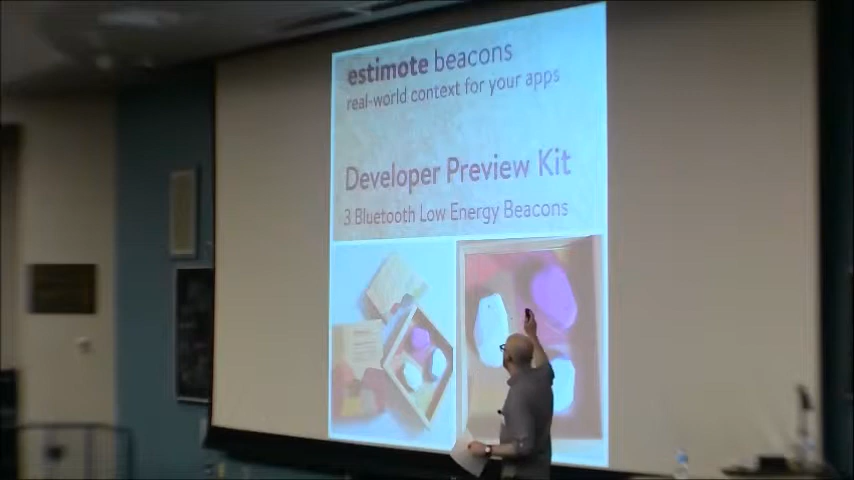 estimote beacons
real-world context for your apps
Developer Preview Kit
3 Bluetooth Low Energy Beacons